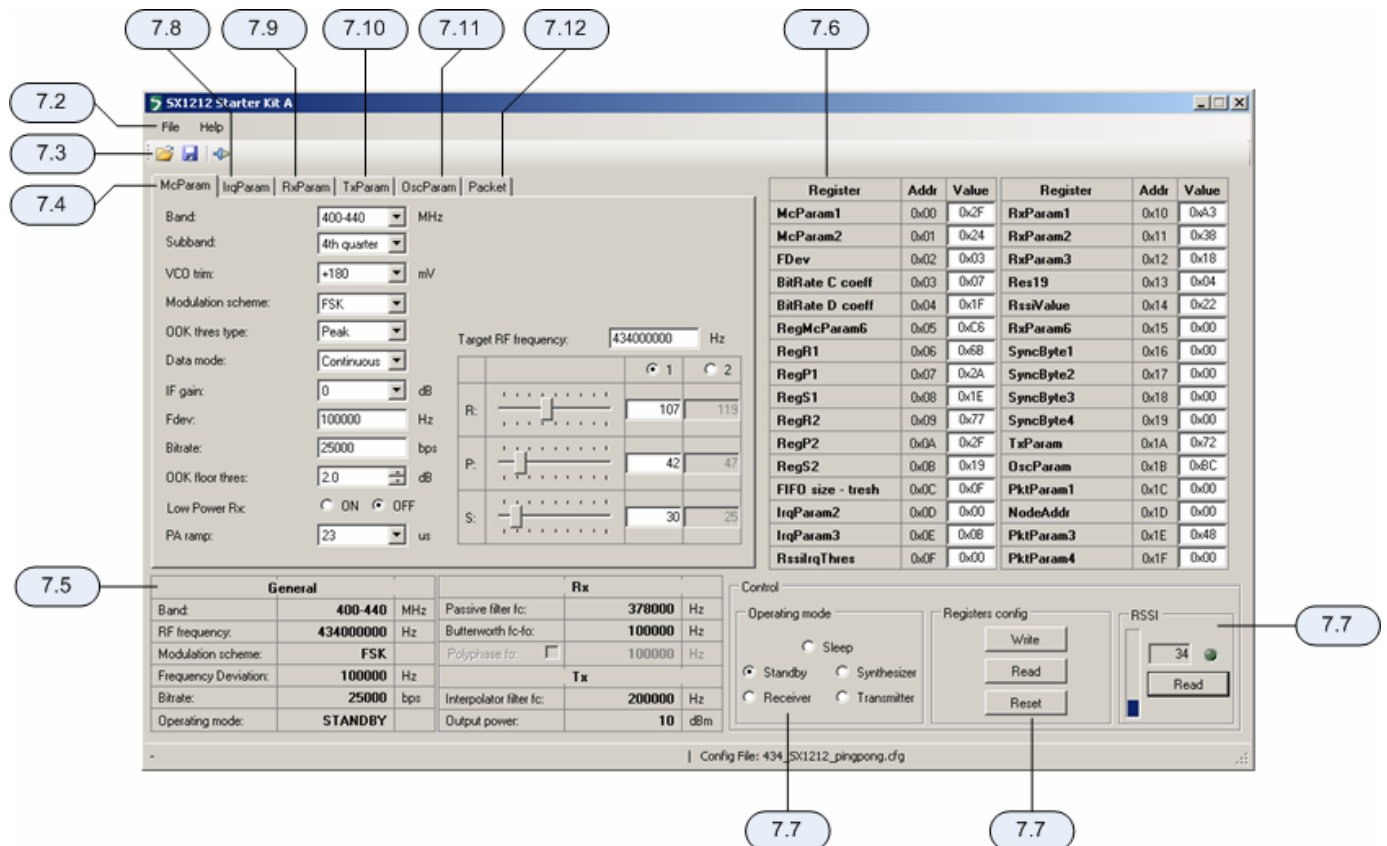 7.8 7.9 7.10 7.11 7.12 7.6
7.2
7.3
7.4
SX1212 Starter Kit A
File Help
McParam IrqParam RxParam TxParam OscParam Packet
Band: 400-440 MHz
Subband: 4th quarter
VCO trim: +180 mV
Modulation scheme: FSK
OOK thres type: Peak
Data mode: Continuous
IF gain: 0 dB
Fdev: 100000 Hz
Bitrate: 25000 bps
OOK floor thres: 2.0 dB
Low Power Rx: ON OFF
PA ramp: 23 us
Target RF frequency: 434000000 Hz
1 2
R: 107 119
P: 42 47
S: 30 25
Register Addr Value Register Addr Value
McParam1 0x00 0x2F RxParam1 0x10 0xA3
McParam2 0x01 0x24 RxParam2 0x11 0x38
FDev 0x02 0x03 RxParam3 0x12 0x18
BitRate C coeff 0x03 0x07 Res19 0x13 0x04
BitRate D coeff 0x04 0x1F RssiValue 0x14 0x22
RegMcParam6 0x05 0xC6 RxParam6 0x15 0x00
RegR1 0x06 0x6B SyncByte1 0x16 0x00
RegP1 0x07 0x2A SyncByte2 0x17 0x00
RegS1 0x08 0x1E SyncByte3 0x18 0x00
RegR2 0x09 0x77 SyncByte4 0x19 0x00
RegP2 0x0A 0x2F TxParam 0x1A 0x72
RegS2 0x0B 0x19 OscParam 0x1B 0xBC
FIFO size - tresh 0x0C 0x0F PktParam1 0x1C 0x00
IrqParam2 0x0D 0x00 NodeAddr 0x1D 0x00
IrqParam3 0x0E 0x0B PktParam3 0x1E 0x48
RssiIrqThres 0x0F 0x00 PktParam4 0x1F 0x00
7.5
General
Band: 400-440 MHz
RF frequency: 434000000 Hz
Modulation scheme: FSK
Frequency Deviation: 100000 Hz
Bitrate: 25000 bps
Operating mode: STANDBY
Rx
Passive filter fc: 378000 Hz
Butterworth fc-fo: 100000 Hz
Polyphase fo: 100000 Hz
Tx
Interpolator filter fc: 200000 Hz
Output power: 10 dBm
Control
Operating mode
Sleep
Standby Synthesizer
Receiver Transmitter
Registers config
Write
Read
Reset
RSSI
34
Read
7.7
- | Config File: 434_SX1212_pingpong.cfg
7.7 7.7